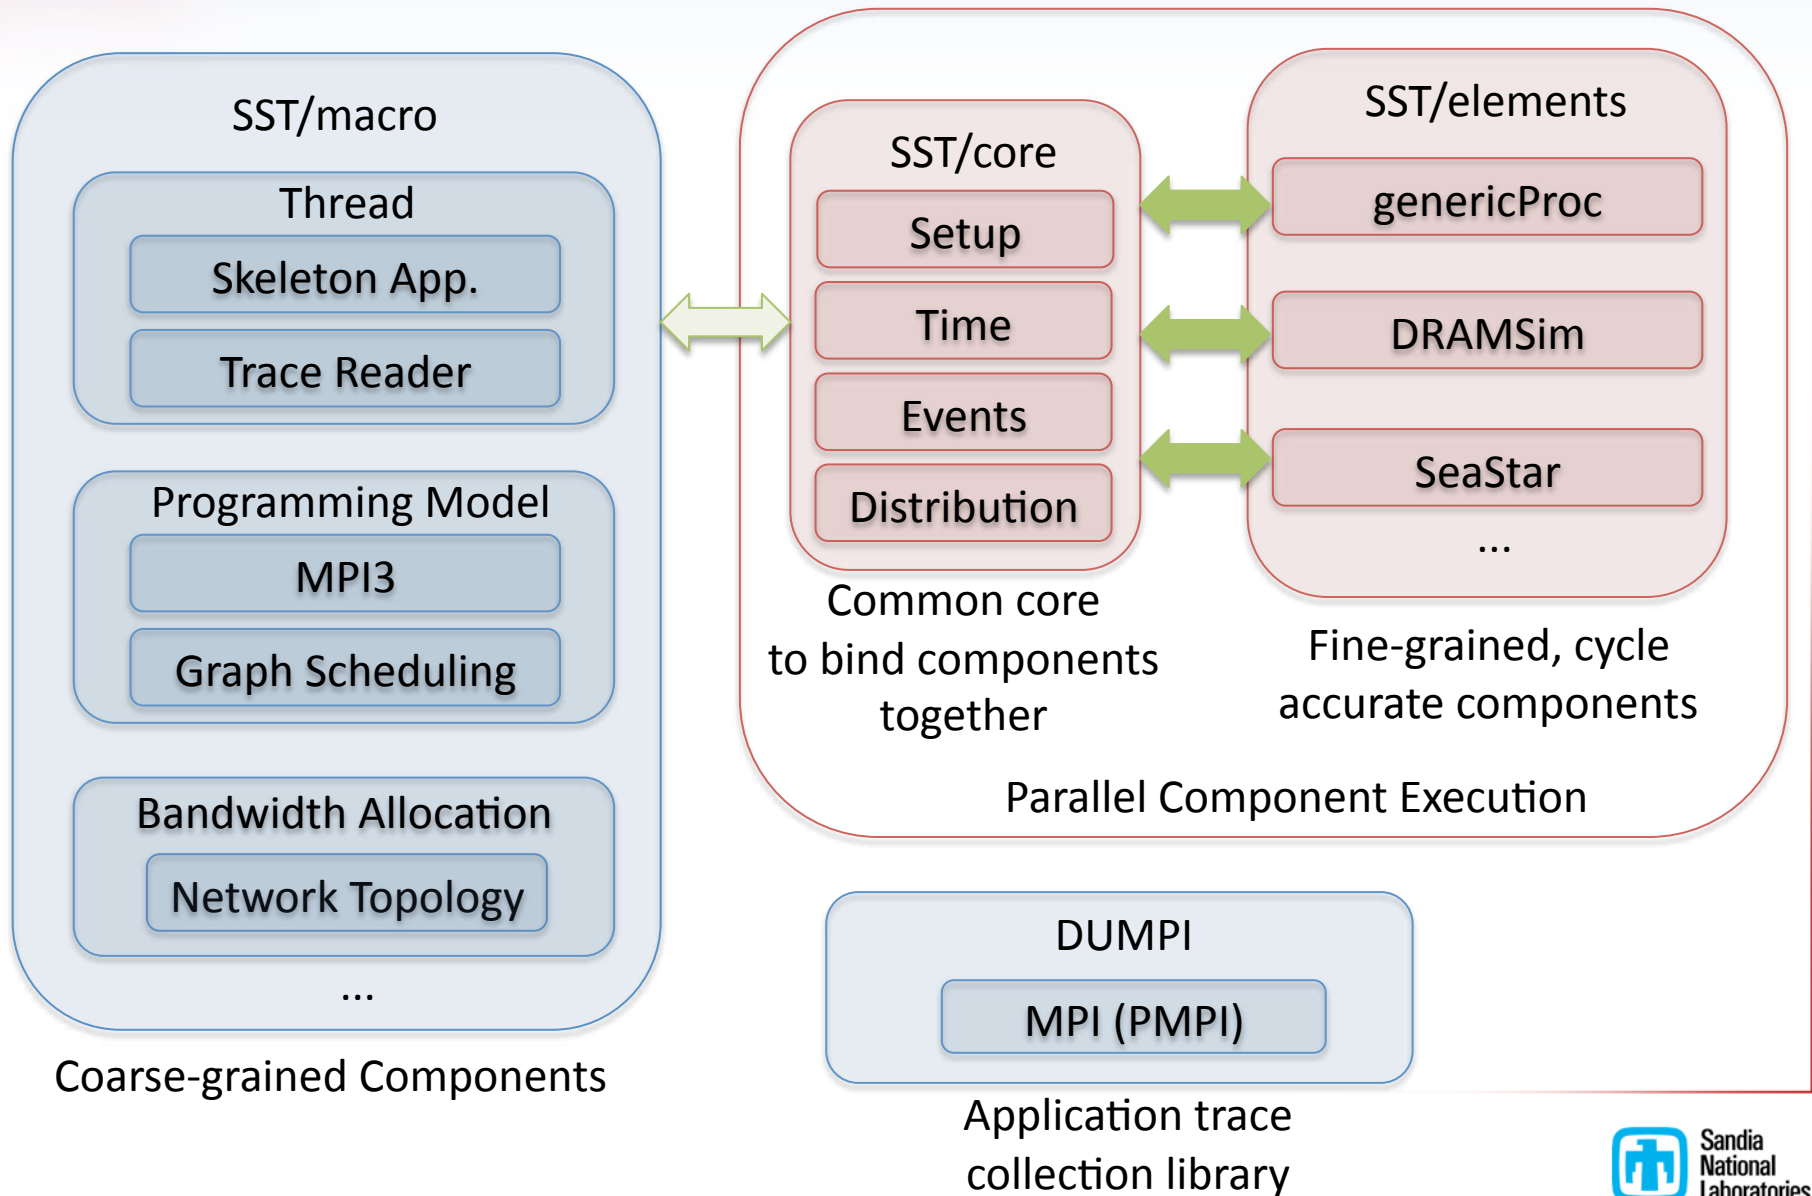 SST/macro
Thread
Skeleton App.
Trace Reader
Programming Model
MPI3
Graph Scheduling
Bandwidth Allocation
Network Topology
...
Coarse-grained Components
SST/core
Setup
Time
Events
Distribution
Common core
to bind components
together
SST/elements
genericProc
DRAMSim
SeaStar
...
Fine-grained, cycle
accurate components
Parallel Component Execution
DUMPI
MPI (PMPI)
Application trace
collection library
Sandia
National
Laboratories